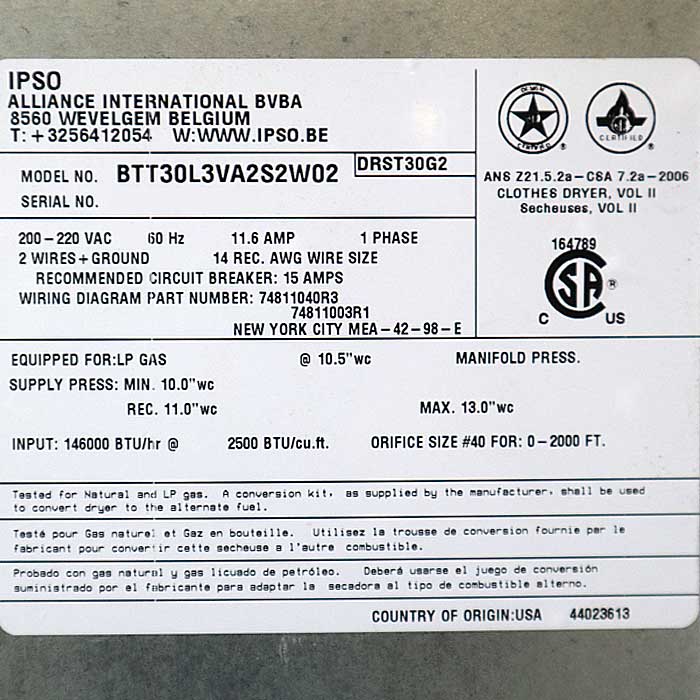 IPSO
ALLIANCE INTERNATIONAL BVBA
8560 WEVELGEM BELGIUM
T: +3256412054 W:WWW.IPSO.BE
MODEL NO. BTT30L3VA2S2W02 DRST30G2
SERIAL NO.
DESIGN
CERTIFIED
CERTIFIED
ANS Z21.5.2a-CSA 7.2a-2006
CLOTHES DRYER, VOL II
Secheuses, VOL II
164789
CSA ®
C US
200-220 VAC 60 Hz 11.6 AMP 1 PHASE
2 WIRES+GROUND 14 REC. AWG WIRE SIZE
RECOMMENDED CIRCUIT BREAKER: 15 AMPS
WIRING DIAGRAM PART NUMBER: 74811040R3
74811003R1
NEW YORK CITY MEA-42-98-E
EQUIPPED FOR:LP GAS @ 10.5"wc MANIFOLD PRESS.
SUPPLY PRESS: MIN. 10.0"wc
REC. 11.0"wc MAX. 13.0"wc
INPUT: 146000 BTU/hr @ 2500 BTU/cu.ft. ORIFICE SIZE #40 FOR: 0-2000 FT.
Tested for Natural and LP gas. A conversion kit, as supplied by the manufacturer, shall be used
to convert dryer to the alternate fuel.
Testé pour Gas naturel et Gaz en bouteille. Utilisez la trousse de conversion fournie par le
fabricant pour convertir cette secheuse a l'autre combustible.
Probado con gas natural y gas licuado de petróleo. Deberá usarse el juego de conversión
suministrado por el fabricante para adaptar la secadora al tipo de combustible alterno.
COUNTRY OF ORIGIN:USA 44023613